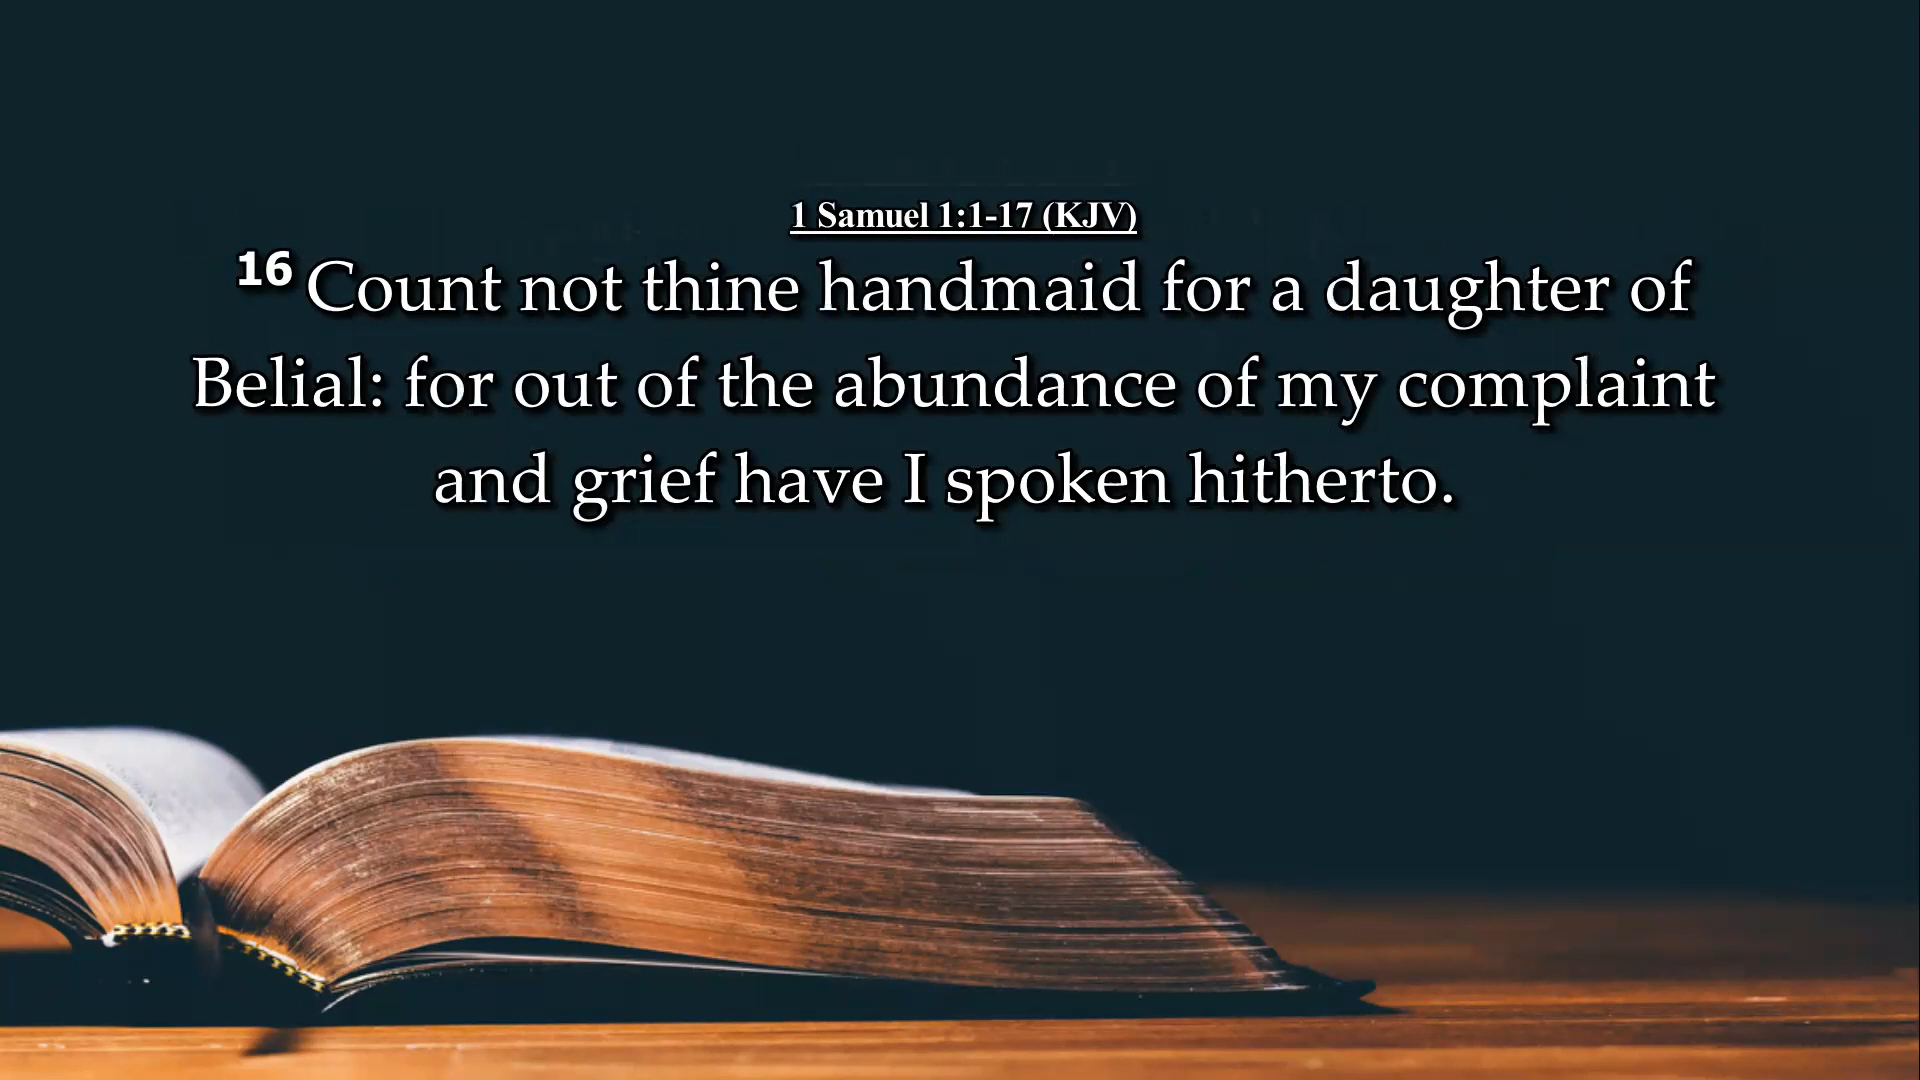 1 Samuel 1:1-17 (KJV)
16 Count not thine handmaid for a daughter of
Belial: for out of the abundance of my complaint
and grief have I spoken hitherto.